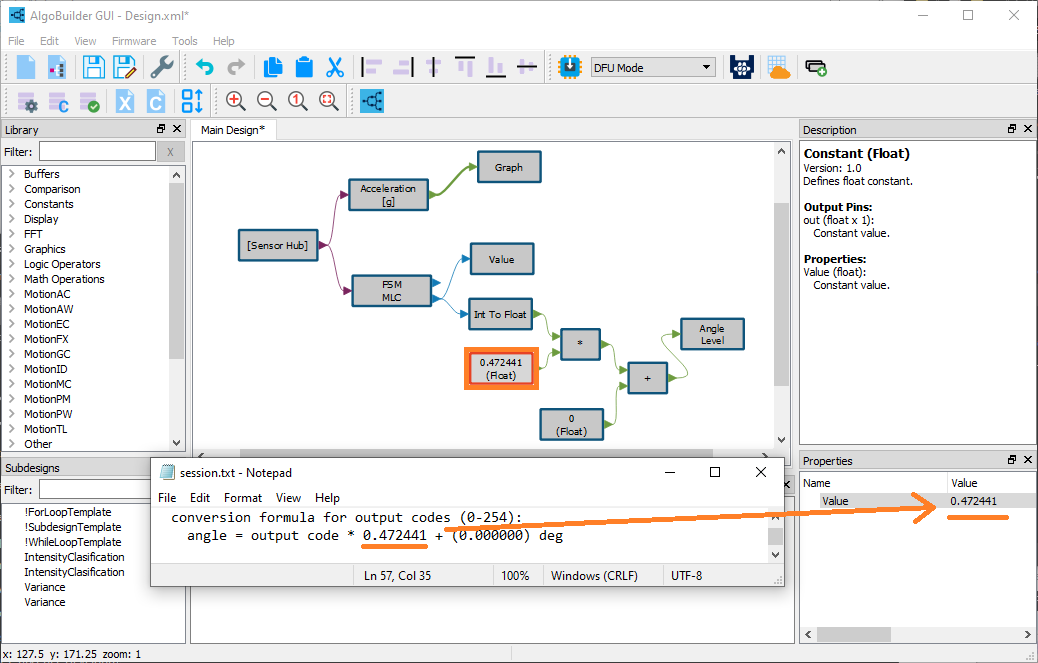 AlgoBuilder GUI - Design.xml*
File Edit View Firmware Tools Help
DFU Mode
C X C 1
Library
Main Design*
Description
Filter: X
Buffers
Comparison
Constants
Display
FFT
Graphics
Logic Operators
Math Operations
MotionAC
MotionAW
MotionEC
MotionFX
MotionGC
MotionID
MotionMC
MotionPM
MotionPW
MotionTL
Other
Graph
Acceleration
[g]
[Sensor Hub]
Value
FSM
MLC
Int To Float
*
Angle
Level
0.472441
(Float)
+
0
(Float)
Constant (Float)
Version: 1.0
Defines float constant.
Output Pins:
out (float x 1):
Constant value.
Properties:
Value (float):
Constant value.
Subdesigns
Filter:
!ForLoopTemplate
!SubdesignTemplate
!WhileLoopTemplate
IntensityClasification
IntensityClasification
Variance
Variance
session.txt - Notepad
File Edit Format View Help
conversion formula for output codes (0-254):
angle = output code * 0.472441 + (0.000000) deg
Ln 57, Col 35 100% Windows (CRLF) UTF-8
Properties
Name Value
Value 0.472441
x: 127.5 y: 171.25 zoom: 1